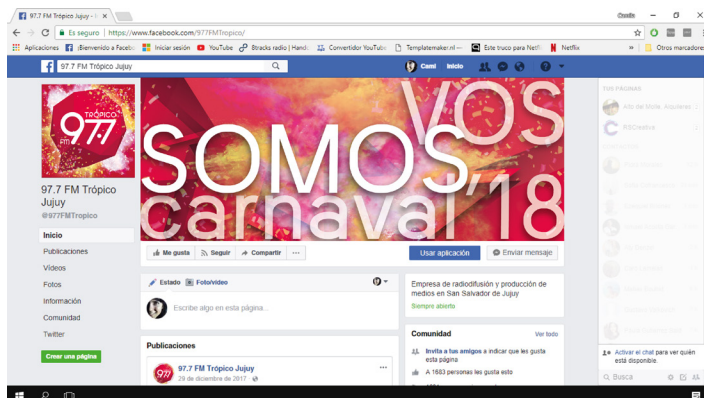 97.7 FM Trópico Jujuy - I
Camila
Es seguro
https://www.facebook.com/977FMTropico/
Aplicaciones
¡Bienvenido a Facebo
Iniciar sesión
YouTube
8tracks radio | Handc
Convertidor YouTube
Templatemaker.nl —
Este truco para Netfl
Netflix
»
Otros marcadores
97.7 FM Trópico Jujuy
Cami
Inicio
TRÓPICO
FM 97.7
VOS
SOMOS
carnaval'18
97.7 FM Trópico
Jujuy
@977FMTropico
Inicio
Publicaciones
Videos
Fotos
Información
Comunidad
Twitter
Crear una página
Me gusta
Seguir
Compartir
Usar aplicación
Enviar mensaje
Estado
Foto/video
Escribe algo en esta página...
Publicaciones
97.7 FM Trópico Jujuy
29 de diciembre de 2017
Empresa de radiodifusión y producción de
medios en San Salvador de Jujuy
Siempre abierto
Comunidad
Ver todo
Invita a tus amigos a indicar que les gusta
esta página
A 1683 personas les gusta esto
TUS PÁGINAS
Activar el chat para ver quién
está disponible.
Busca